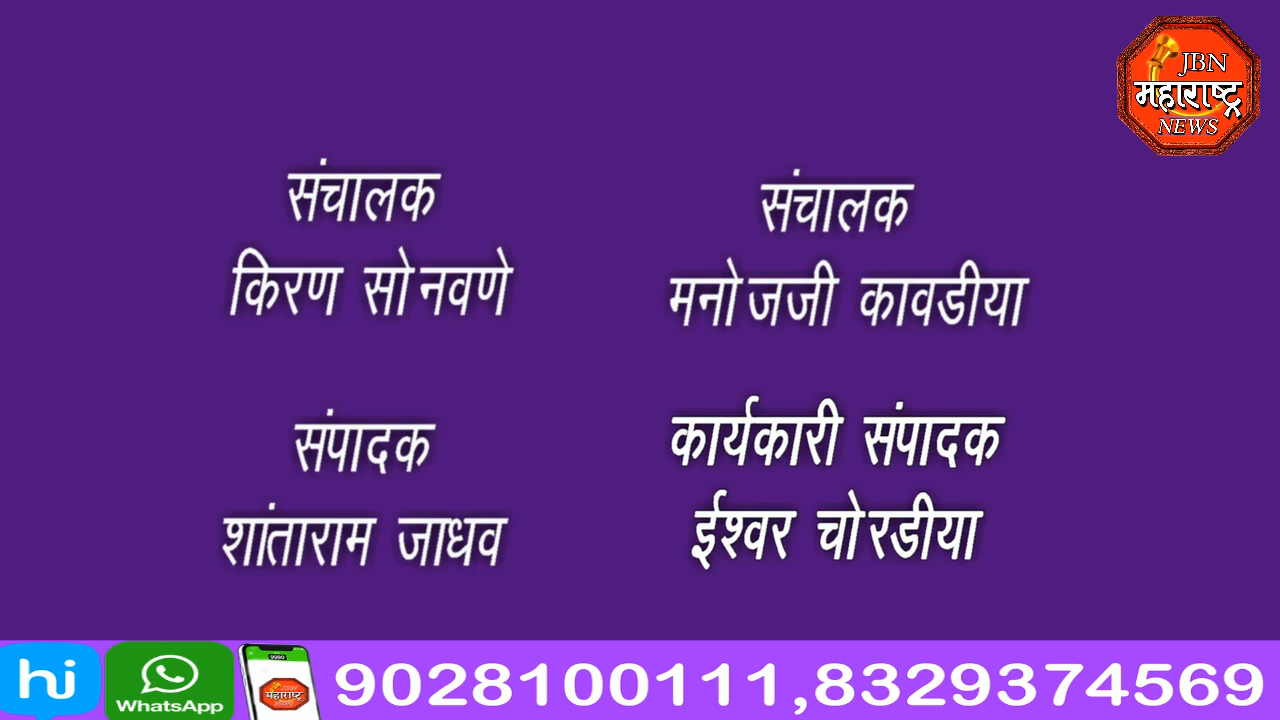 JBN
महाराष्ट्र
NEWS
संचालक
किरण सोनवणे
संचालक
मनोजजी कावडीया
संपादक
शांताराम जाधव
कार्यकारी संपादक
ईश्वर चोरडीया
hi
WhatsApp
महाराष्ट्र
9028100111,8329374569